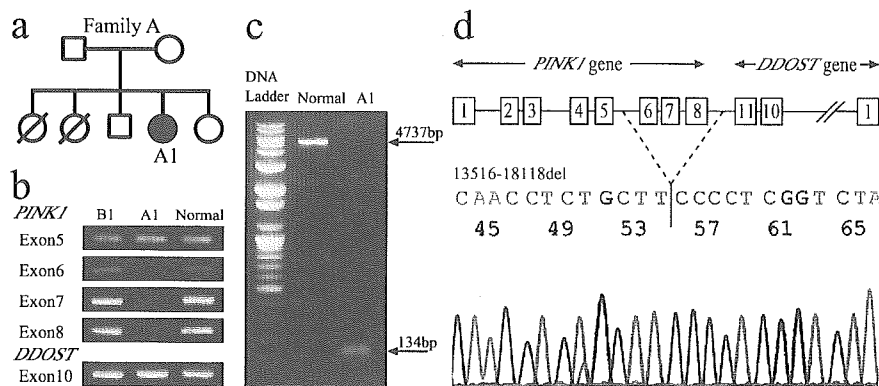 a
Family A
A1
b
PINK1
B1 A1 Normal
Exon5
Exon6
Exon7
Exon8
DDOST
Exon10
c
DNA
Ladder Normal A1
4737bp
134bp
d
PINK1 gene DDOST gene
1 2 3 4 5 6 7 8 11 10 1
13516-18118del
C A A C C T C T G C T T C C C C T C G G T C T A
45 49 53 57 61 65